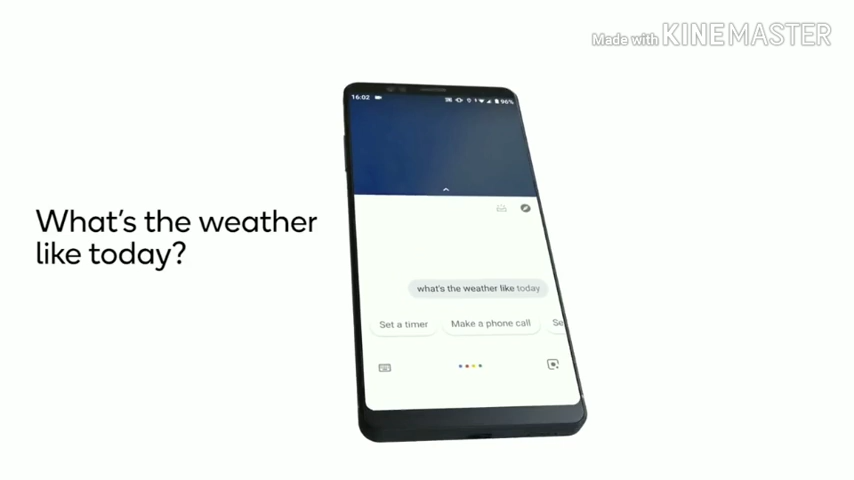 Made with KINEMASTER
16:02
96%
What's the weather
like today?
what's the weather like today
Set a timer
Make a phone call
Se